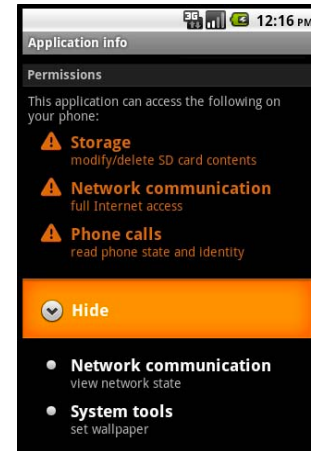 3G 12:16 PM
Application info
Permissions
This application can access the following on
your phone:
Storage
modify/delete SD card contents
Network communication
full Internet access
Phone calls
read phone state and identity
Hide
Network communication
view network state
System tools
set wallpaper